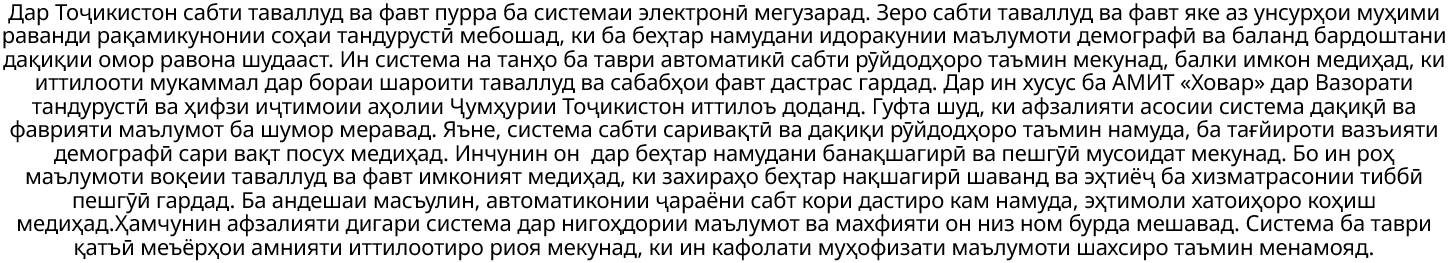 Дар Тоҷикистон сабти таваллуд ва фавт пурра ба системаи электронӣ мегузарад. Зеро сабти таваллуд ва фавт яке аз унсурҳои муҳими
раванди рақамикунонии соҳаи тандурустӣ мебошад, ки ба беҳтар намудани идоракунии маълумоти демографӣ ва баланд бардоштани
дақиқии омор равона шудааст. Ин система на танҳо ба таври автоматикӣ сабти рӯйдодҳоро таъмин мекунад, балки имкон медиҳад, ки
иттилооти мукаммал дар бораи шароити таваллуд ва сабабҳои фавт дастрас гардад. Дар ин хусус ба АМИТ «Ховар» дар Вазорати
тандурустӣ ва ҳифзи иҷтимоии аҳолии Ҷумҳурии Тоҷикистон иттилоъ доданд. Гуфта шуд, ки афзалияти асосии система дақиқӣ ва
фаврияти маълумот ба шумор меравад. Яъне, система сабти саривақтӣ ва дақиқи рӯйдодҳоро таъмин намуда, ба тағйироти вазъияти
демографӣ сари вақт посух медиҳад. Инчунин он  дар беҳтар намудани банақшагирӣ ва пешгӯӣ мусоидат мекунад. Бо ин роҳ
маълумоти воқеии таваллуд ва фавт имконият медиҳад, ки захираҳо беҳтар нақшагирӣ шаванд ва эҳтиёҷ ба хизматрасонии тиббӣ
пешгӯӣ гардад. Ба андешаи масъулин, автоматиконии ҷараёни сабт кори дастиро кам намуда, эҳтимоли хатоиҳоро коҳиш
медиҳад.Ҳамчунин афзалияти дигари система дар нигоҳдории маълумот ва махфияти он низ ном бурда мешавад. Система ба таври
қатъӣ меъёрҳои амнияти иттилоотиро риоя мекунад, ки ин кафолати муҳофизати маълумоти шахсиро таъмин менамояд.